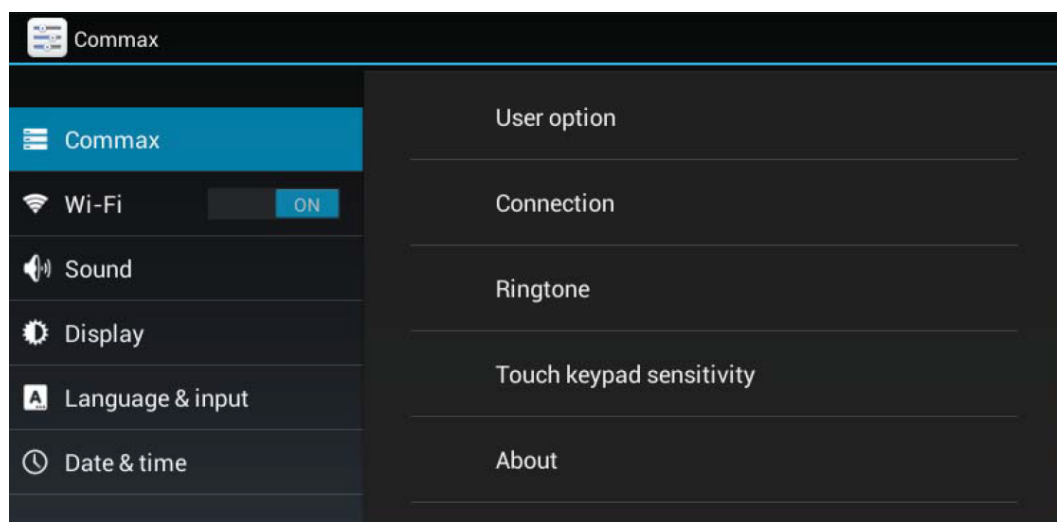 Commax
Commax
Wi-Fi ON
Sound
Display
Language & input
Date & time
User option
Connection
Ringtone
Touch keypad sensitivity
About